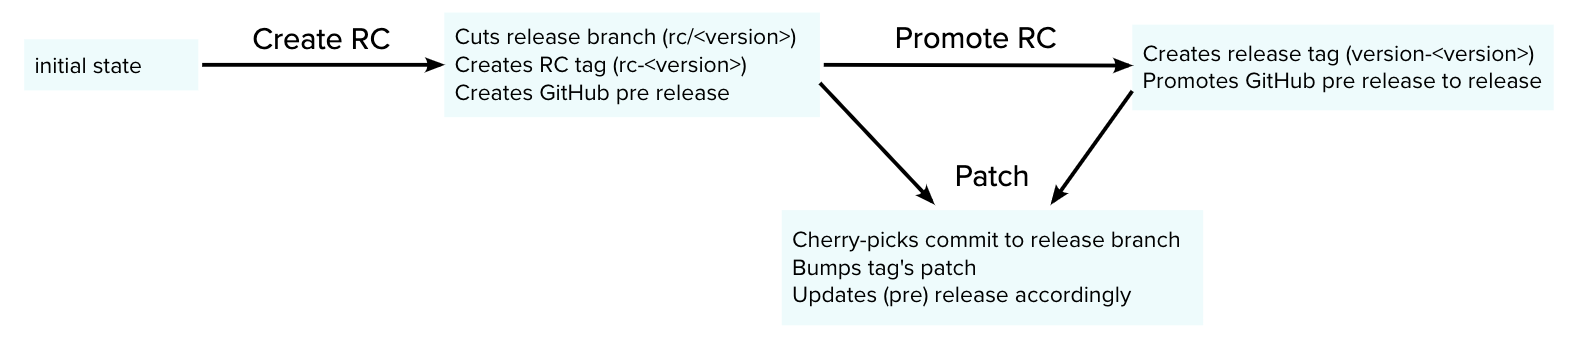 initial state
Create RC
Cuts release branch (rc/<version>)
Creates RC tag (rc-<version>)
Creates GitHub pre release
Promote RC
Creates release tag (version-<version>)
Promotes GitHub pre release to release
Patch
Cherry-picks commit to release branch
Bumps tag's patch
Updates (pre) release accordingly